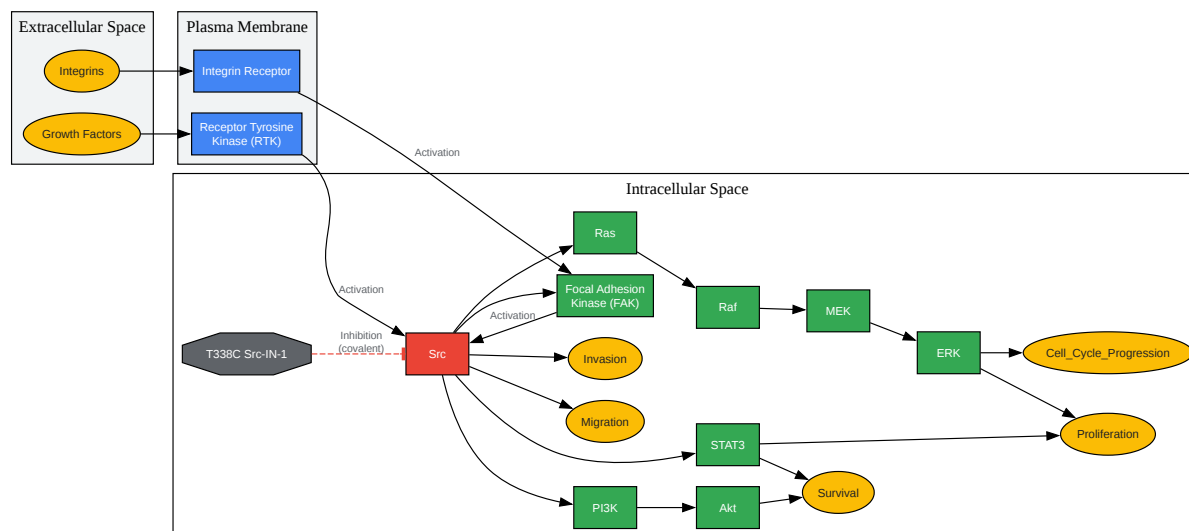 Extracellular Space
Plasma Membrane
Integrins
Integrin Receptor
Growth Factors
Receptor Tyrosine
Kinase (RTK)
Activation
Intracellular Space
Ras
Focal Adhesion
Kinase (FAK)
Activation
Raf
MEK
Activation
Inhibition
(covalent)
T338C Src-IN-1
Src
Invasion
ERK
Cell_Cycle_Progression
Migration
STAT3
Proliferation
PI3K
Akt
Survival